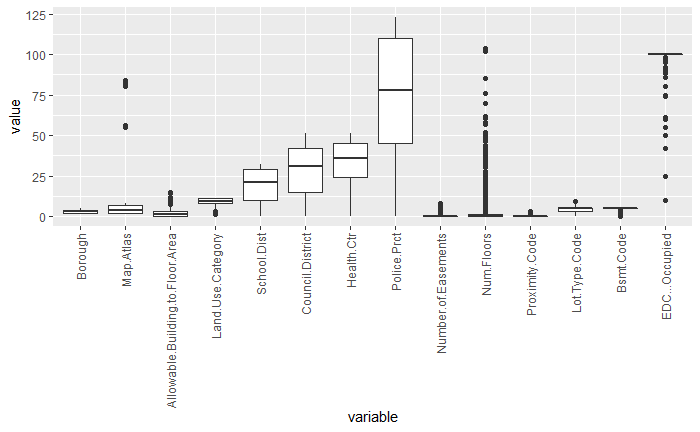 value
125
100
75
50
25
0
Borough
Map.Atlas
Allowable.Building.to.Floor.Area
Land.Use.Category
School.Dist
Council.District
Health.Ctr
Police.Prct
Number.of.Easements
Num.Floors
Proximity.Code
Lot.Type.Code
Bsmt.Code
EDC...Occupied
variable